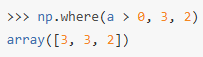 >>> np.where(a > 0, 3, 2)
array([3, 3, 2])